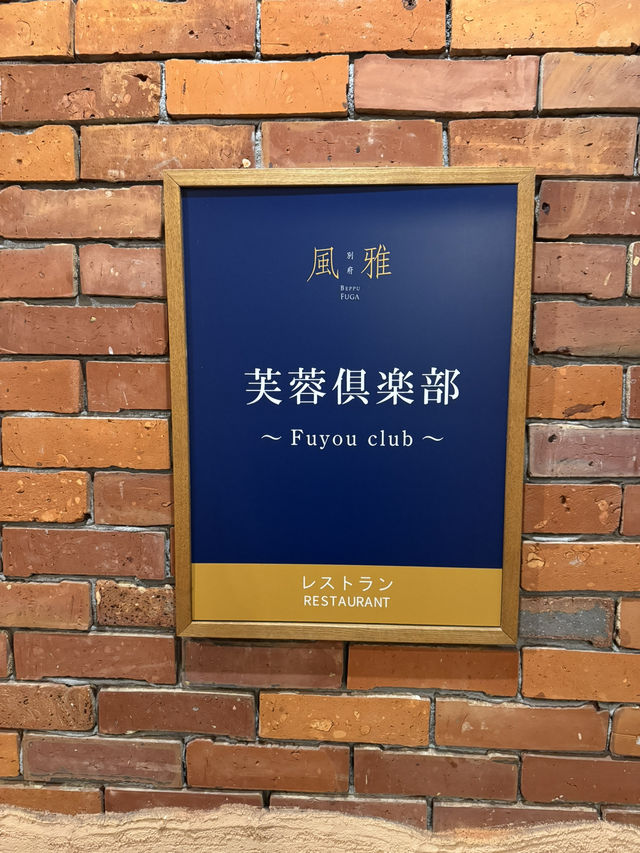 風 別府 雅
BEPPU
FUGA
芙蓉倶楽部
～ Fuyou club ～
レストラン
RESTAURANT